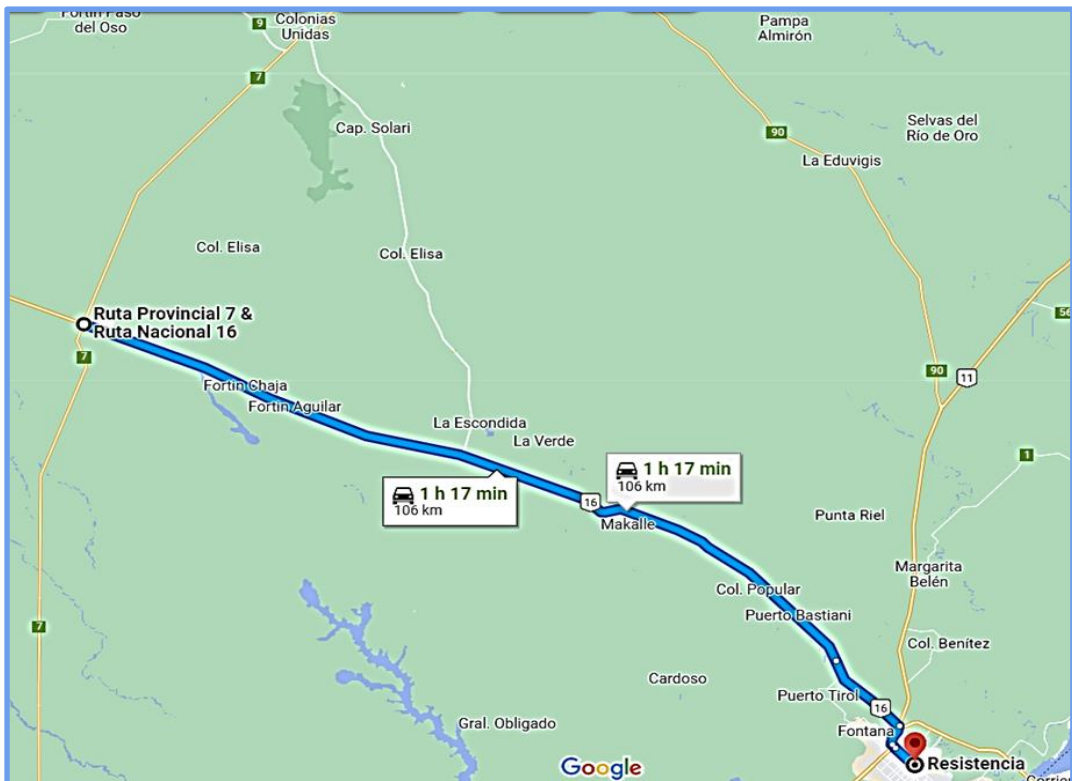 Fortín Paso
del Oso
9
Colonias
Unidas
Pampa
Almirón
7
Cap. Solari
90
Selvas del
Río de Oro
La Eduvigis
Col. Elisa
Col. Elisa
Ruta Provincial 7 &
Ruta Nacional 16
7
56
90
11
Fortin Chaja
Fortin Aguilar
La Escondida
La Verde
1
1 h 17 min
106 km
16
1 h 17 min
106 km
Makalle
Punta Riel
Margarita
Belén
Col. Popular
Puerto Bastiani
7
Col. Benítez
Cardoso
Puerto Tirol
16
Gral. Obligado
Fontana
Google
Resistencia